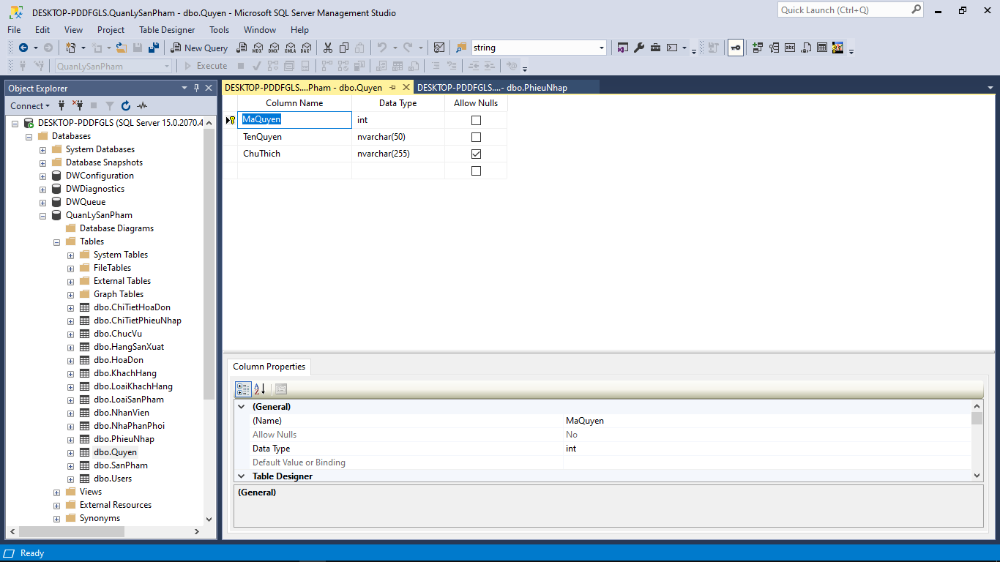 DESKTOP-PDDFGLS.QuanLySanPham - dbo.Quyen - Microsoft SQL Server Management Studio
Quick Launch (Ctrl+Q)
File Edit View Project Table Designer Tools Window Help
New Query MDX DMX XMLA DAX string
QuanLySanPham Execute
Object Explorer
Connect
DESKTOP-PDDFGLS (SQL Server 15.0.2070.4
Databases
System Databases
Database Snapshots
DWConfiguration
DWDiagnostics
DWQueue
QuanLySanPham
Database Diagrams
Tables
System Tables
FileTables
External Tables
Graph Tables
dbo.ChiTietHoaDon
dbo.ChiTietPhieuNhap
dbo.ChucVu
dbo.HangSanXuat
dbo.HoaDon
dbo.KhachHang
dbo.LoaiKhachHang
dbo.LoaiSanPham
dbo.NhanVien
dbo.NhaPhanPhoi
dbo.PhieuNhap
dbo.Quyen
dbo.SanPham
dbo.Users
Views
External Resources
Synonyms
DESKTOP-PDDFGLS....Pham - dbo.Quyen DESKTOP-PDDFGLS....- dbo.PhieuNhap
Column Name Data Type Allow Nulls
MaQuyen int
TenQuyen nvarchar(50)
ChuThich nvarchar(255)
Column Properties
(General)
(Name) MaQuyen
Allow Nulls No
Data Type int
Default Value or Binding
Table Designer
(General)
Ready